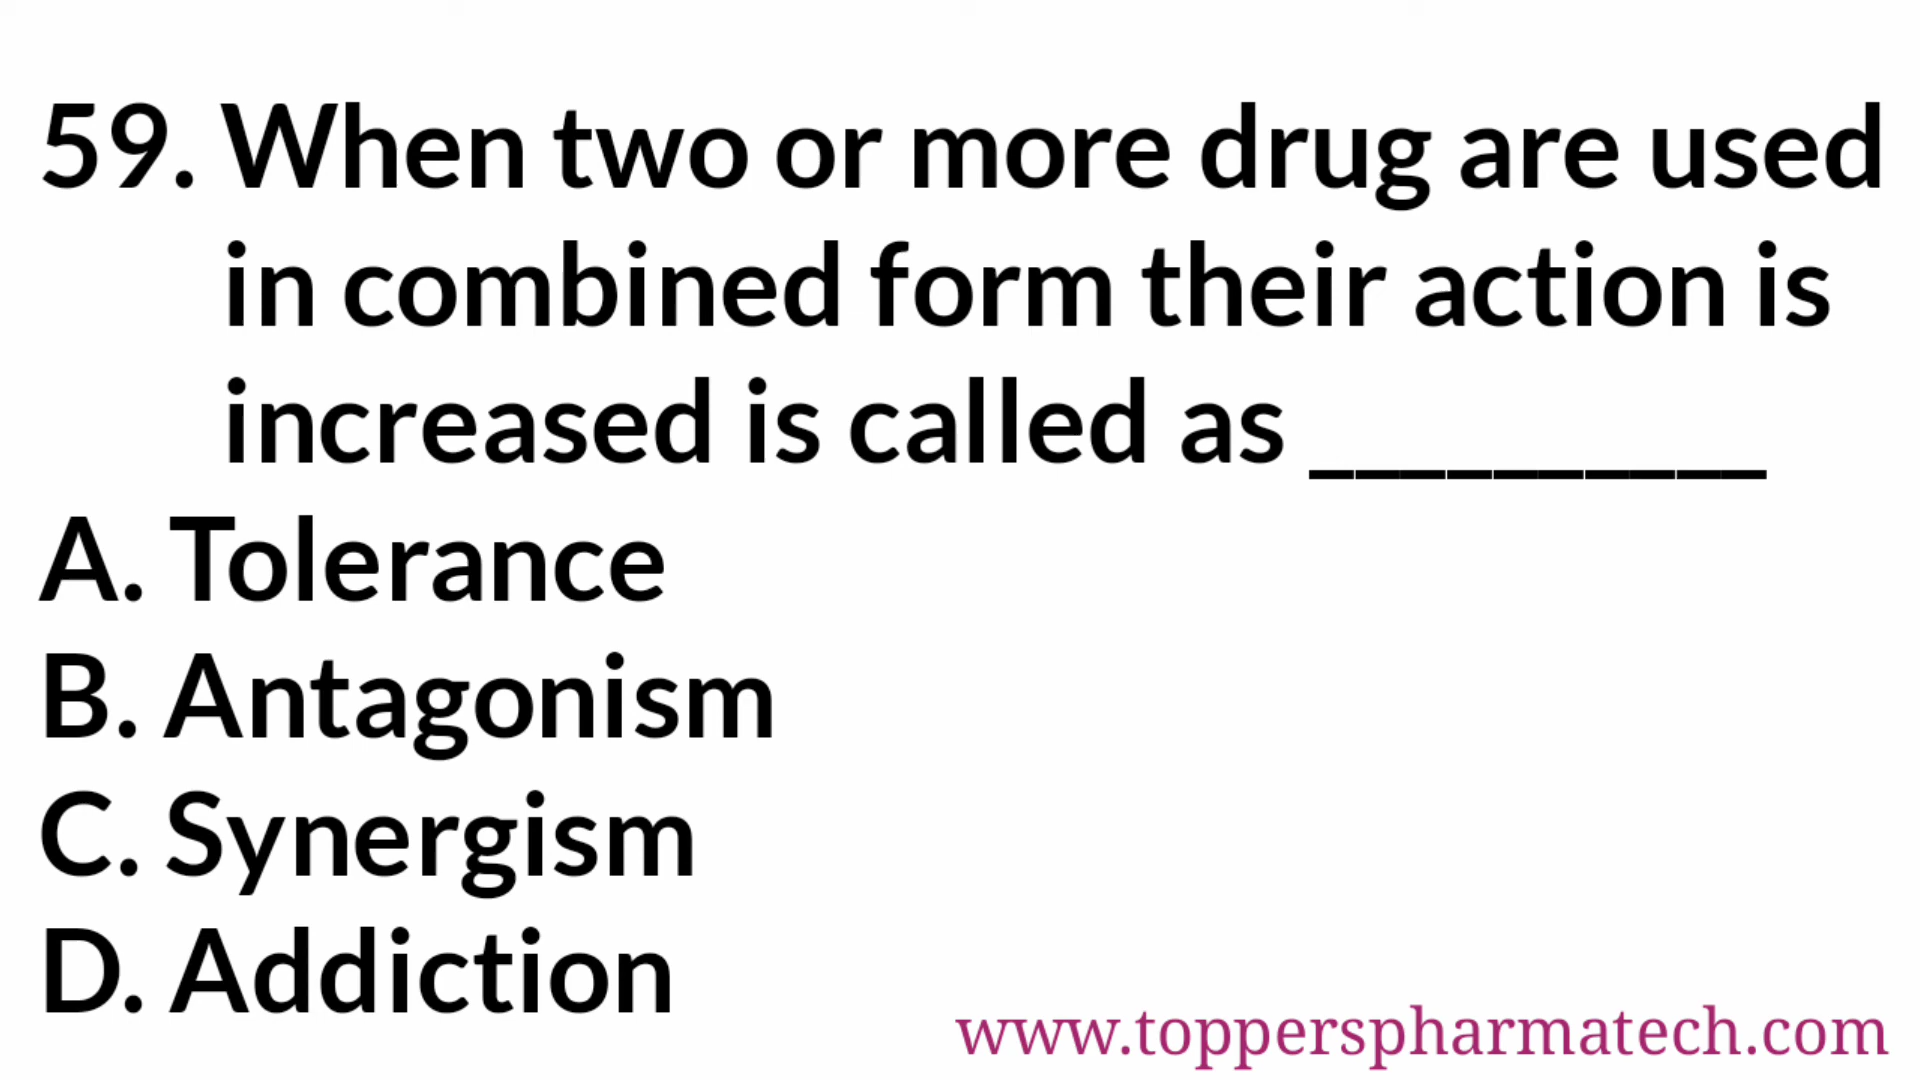 59. When two or more drug are used
in combined form their action is
increased is called as __________
A. Tolerance
B. Antagonism
C. Synergism
D. Addiction
www.topperspharmatech.com